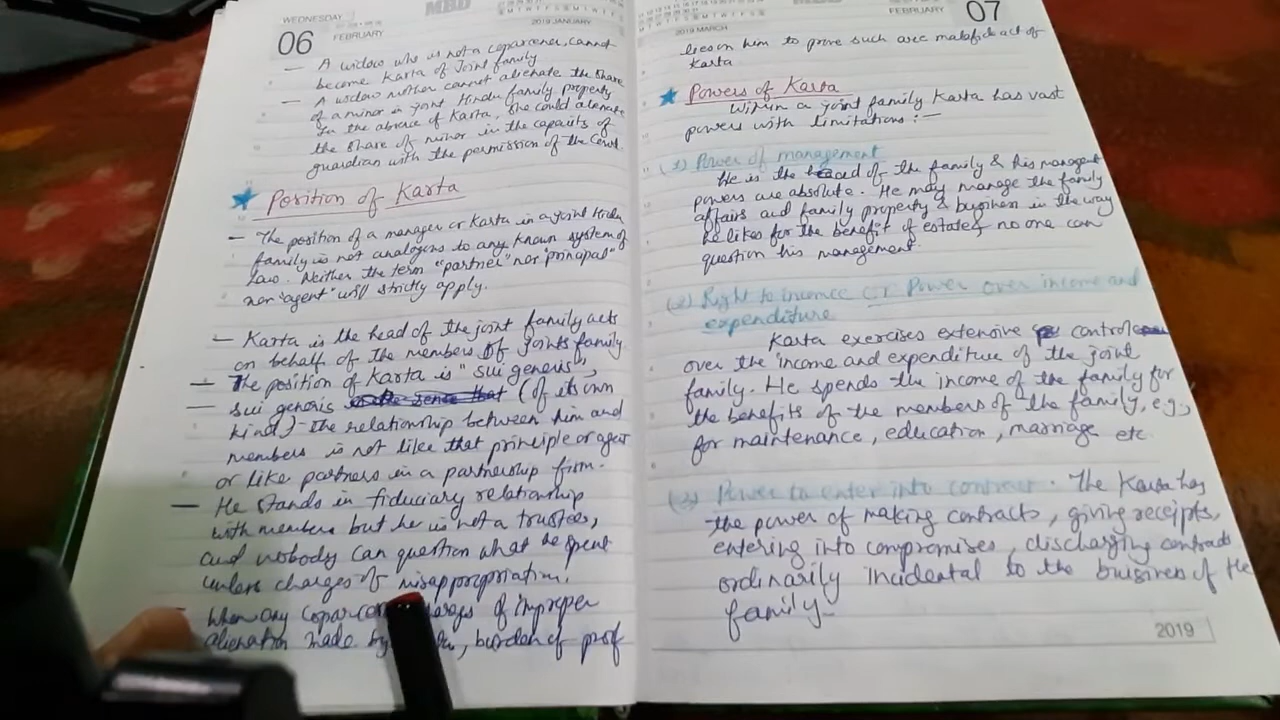 WEDNESDAY
06 FEBRUARY
MBD
2019 JANUARY
— A widow who is not a coparcener, cannot
become Karta of Joint family
— A widow mother cannot alienate the share
of a minor in joint Hindu family property
In the absence of Karta, she could alienate
the share of minor in the capacity of
guardian with the permission of the Court.
★ Position of Karta
— The position of a manager or Karta in a joint Hindu
family is not analogous to any known system of
law. Neither the term "partner" nor "principal"
nor "agent" will strictly apply.
— Karta is the head of the joint family acts
on behalf of the members of joints family
— The position of Karta is "sui generis",
— sui generis (of its own
kind) - the relationship between him and
members is not like that principle or agent
or like partners in a partnership firm.
— He stands in fiduciary relationship
with members but he is not a trustees,
and nobody can question what he spent
unless charges of misappropriation.
— When any of improper
alienation made by , burden of prof
FEBRUARY 07
2019 MARCH
lies on him to prove such are malafide act of
Karta
★ Powers of Karta
Within a joint family Karta has vast
powers with limitations :—
(1) Power of management
He is the head of the family & his
powers are absolute. He may manage the family
affairs and family property & business in the way
he likes for the benefit of estate & no one can
question his management
(2) Right to income or Power over income and
expenditure
Karta exercises extensive control
over the income and expenditure of the joint
family. He spends the income of the family for
the benefits of the members of the family, e.g.,
for maintenance, education, marriage etc
(3) Power to enter into contract. The Karta has
the power of making contracts, giving receipts,
entering into compromises, discharging contracts
ordinarily incidental to the buisines of the
family.
2019